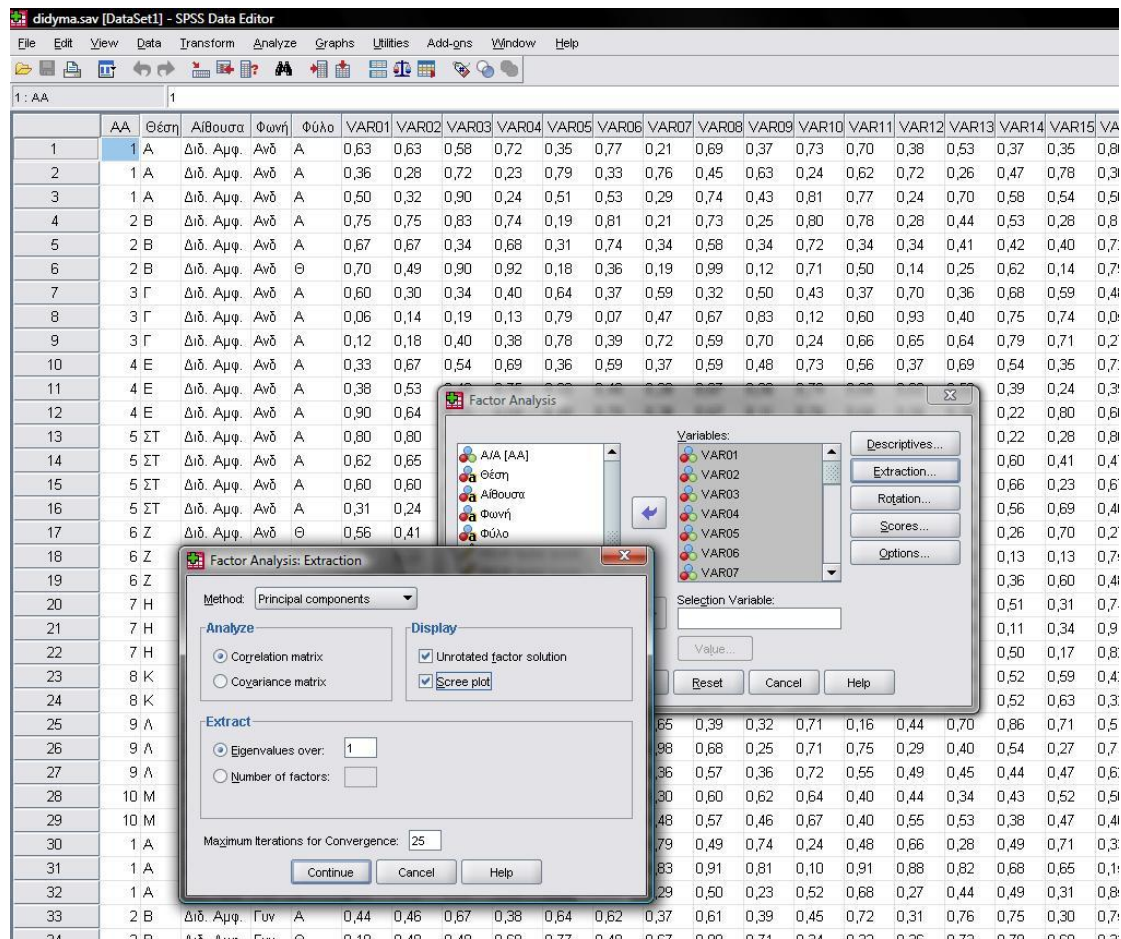 didyma.sav [DataSet1] - SPSS Data Editor
File Edit View Data Transform Analyze Graphs Utilities Add-ons Window Help
1 : AA 1
AA Θέση Αίθουσα Φωνή Φύλο VAR01 VAR02 VAR03 VAR04 VAR05 VAR06 VAR07 VAR08 VAR09 VAR10 VAR11 VAR12 VAR13 VAR14 VAR15 VA
1 1 Α Διδ. Αμφ. Ανδ Α 0,63 0,63 0,58 0,72 0,35 0,77 0,21 0,69 0,37 0,73 0,70 0,38 0,53 0,37 0,35
2 1 Α Διδ. Αμφ. Ανδ Α 0,36 0,28 0,72 0,23 0,79 0,33 0,76 0,45 0,63 0,24 0,62 0,72 0,26 0,47 0,78
3 1 Α Διδ. Αμφ. Ανδ Α 0,50 0,32 0,90 0,24 0,51 0,53 0,29 0,74 0,43 0,81 0,77 0,24 0,70 0,58 0,54
4 2 Β Διδ. Αμφ. Ανδ Α 0,75 0,75 0,83 0,74 0,19 0,81 0,21 0,73 0,25 0,80 0,78 0,28 0,44 0,53 0,28
5 2 Β Διδ. Αμφ. Ανδ Α 0,67 0,67 0,34 0,68 0,31 0,74 0,34 0,58 0,34 0,72 0,34 0,34 0,41 0,42 0,40
6 2 Β Διδ. Αμφ. Ανδ Θ 0,70 0,49 0,90 0,92 0,18 0,36 0,19 0,99 0,12 0,71 0,50 0,14 0,25 0,62 0,14
7 3 Γ Διδ. Αμφ. Ανδ Α 0,60 0,30 0,34 0,40 0,64 0,37 0,59 0,32 0,50 0,43 0,37 0,70 0,36 0,68 0,59
8 3 Γ Διδ. Αμφ. Ανδ Α 0,06 0,14 0,19 0,13 0,79 0,07 0,47 0,67 0,83 0,12 0,60 0,93 0,40 0,75 0,74
9 3 Γ Διδ. Αμφ. Ανδ Α 0,12 0,18 0,40 0,38 0,78 0,39 0,72 0,59 0,70 0,24 0,66 0,65 0,64 0,79 0,71
10 4 Ε Διδ. Αμφ. Ανδ Α 0,33 0,67 0,54 0,69 0,36 0,59 0,37 0,59 0,48 0,73 0,56 0,37 0,69 0,54 0,35
11 4 Ε Διδ. Αμφ. Ανδ Α 0,38 0,53 0,39 0,24
12 4 Ε Διδ. Αμφ. Ανδ Α 0,90 0,64 0,22 0,80
13 5 ΣΤ Διδ. Αμφ. Ανδ Α 0,80 0,80 0,22 0,28
14 5 ΣΤ Διδ. Αμφ. Ανδ Α 0,62 0,65 0,60 0,41
15 5 ΣΤ Διδ. Αμφ. Ανδ Α 0,60 0,60 0,66 0,23
16 5 ΣΤ Διδ. Αμφ. Ανδ Α 0,31 0,24 0,56 0,69
17 6 Ζ Διδ. Αμφ. Ανδ Θ 0,56 0,41 0,26 0,70
18 6 Ζ 0,13 0,13
19 6 Ζ 0,36 0,60
20 7 Η 0,51 0,31
21 7 Η 0,11 0,34
22 7 Η 0,50 0,17
23 8 Κ 0,52 0,59
24 8 Κ 0,52 0,63
25 9 Λ ,65 0,39 0,32 0,71 0,16 0,44 0,70 0,86 0,71
26 9 Λ ,98 0,68 0,25 0,71 0,75 0,29 0,40 0,54 0,27
27 9 Λ ,36 0,57 0,36 0,72 0,55 0,49 0,45 0,44 0,47
28 10 Μ ,30 0,60 0,62 0,64 0,40 0,44 0,34 0,43 0,52
29 10 Μ ,48 0,57 0,46 0,67 0,40 0,55 0,53 0,38 0,47
30 1 Α ,79 0,49 0,74 0,24 0,48 0,66 0,28 0,49 0,71
31 1 Α ,83 0,91 0,81 0,10 0,91 0,88 0,82 0,68 0,65
32 1 Α ,29 0,50 0,23 0,52 0,68 0,27 0,44 0,49 0,31
33 2 Β Διδ. Αμφ. Γυν Α 0,44 0,46 0,67 0,38 0,64 0,62 0,37 0,61 0,39 0,45 0,72 0,31 0,76 0,75 0,30
Factor Analysis
Variables:
A/A [AA]
Θέση
Αίθουσα
Φωνή
Φύλο
VAR01
VAR02
VAR03
VAR04
VAR05
VAR06
VAR07
Descriptives...
Extraction...
Rotation...
Scores...
Options...
Selection Variable:
Value...
Reset Cancel Help
Factor Analysis: Extraction
Method: Principal components
Analyze
Correlation matrix
Covariance matrix
Display
Unrotated factor solution
Scree plot
Extract
Eigenvalues over: 1
Number of factors:
Maximum Iterations for Convergence: 25
Continue Cancel Help